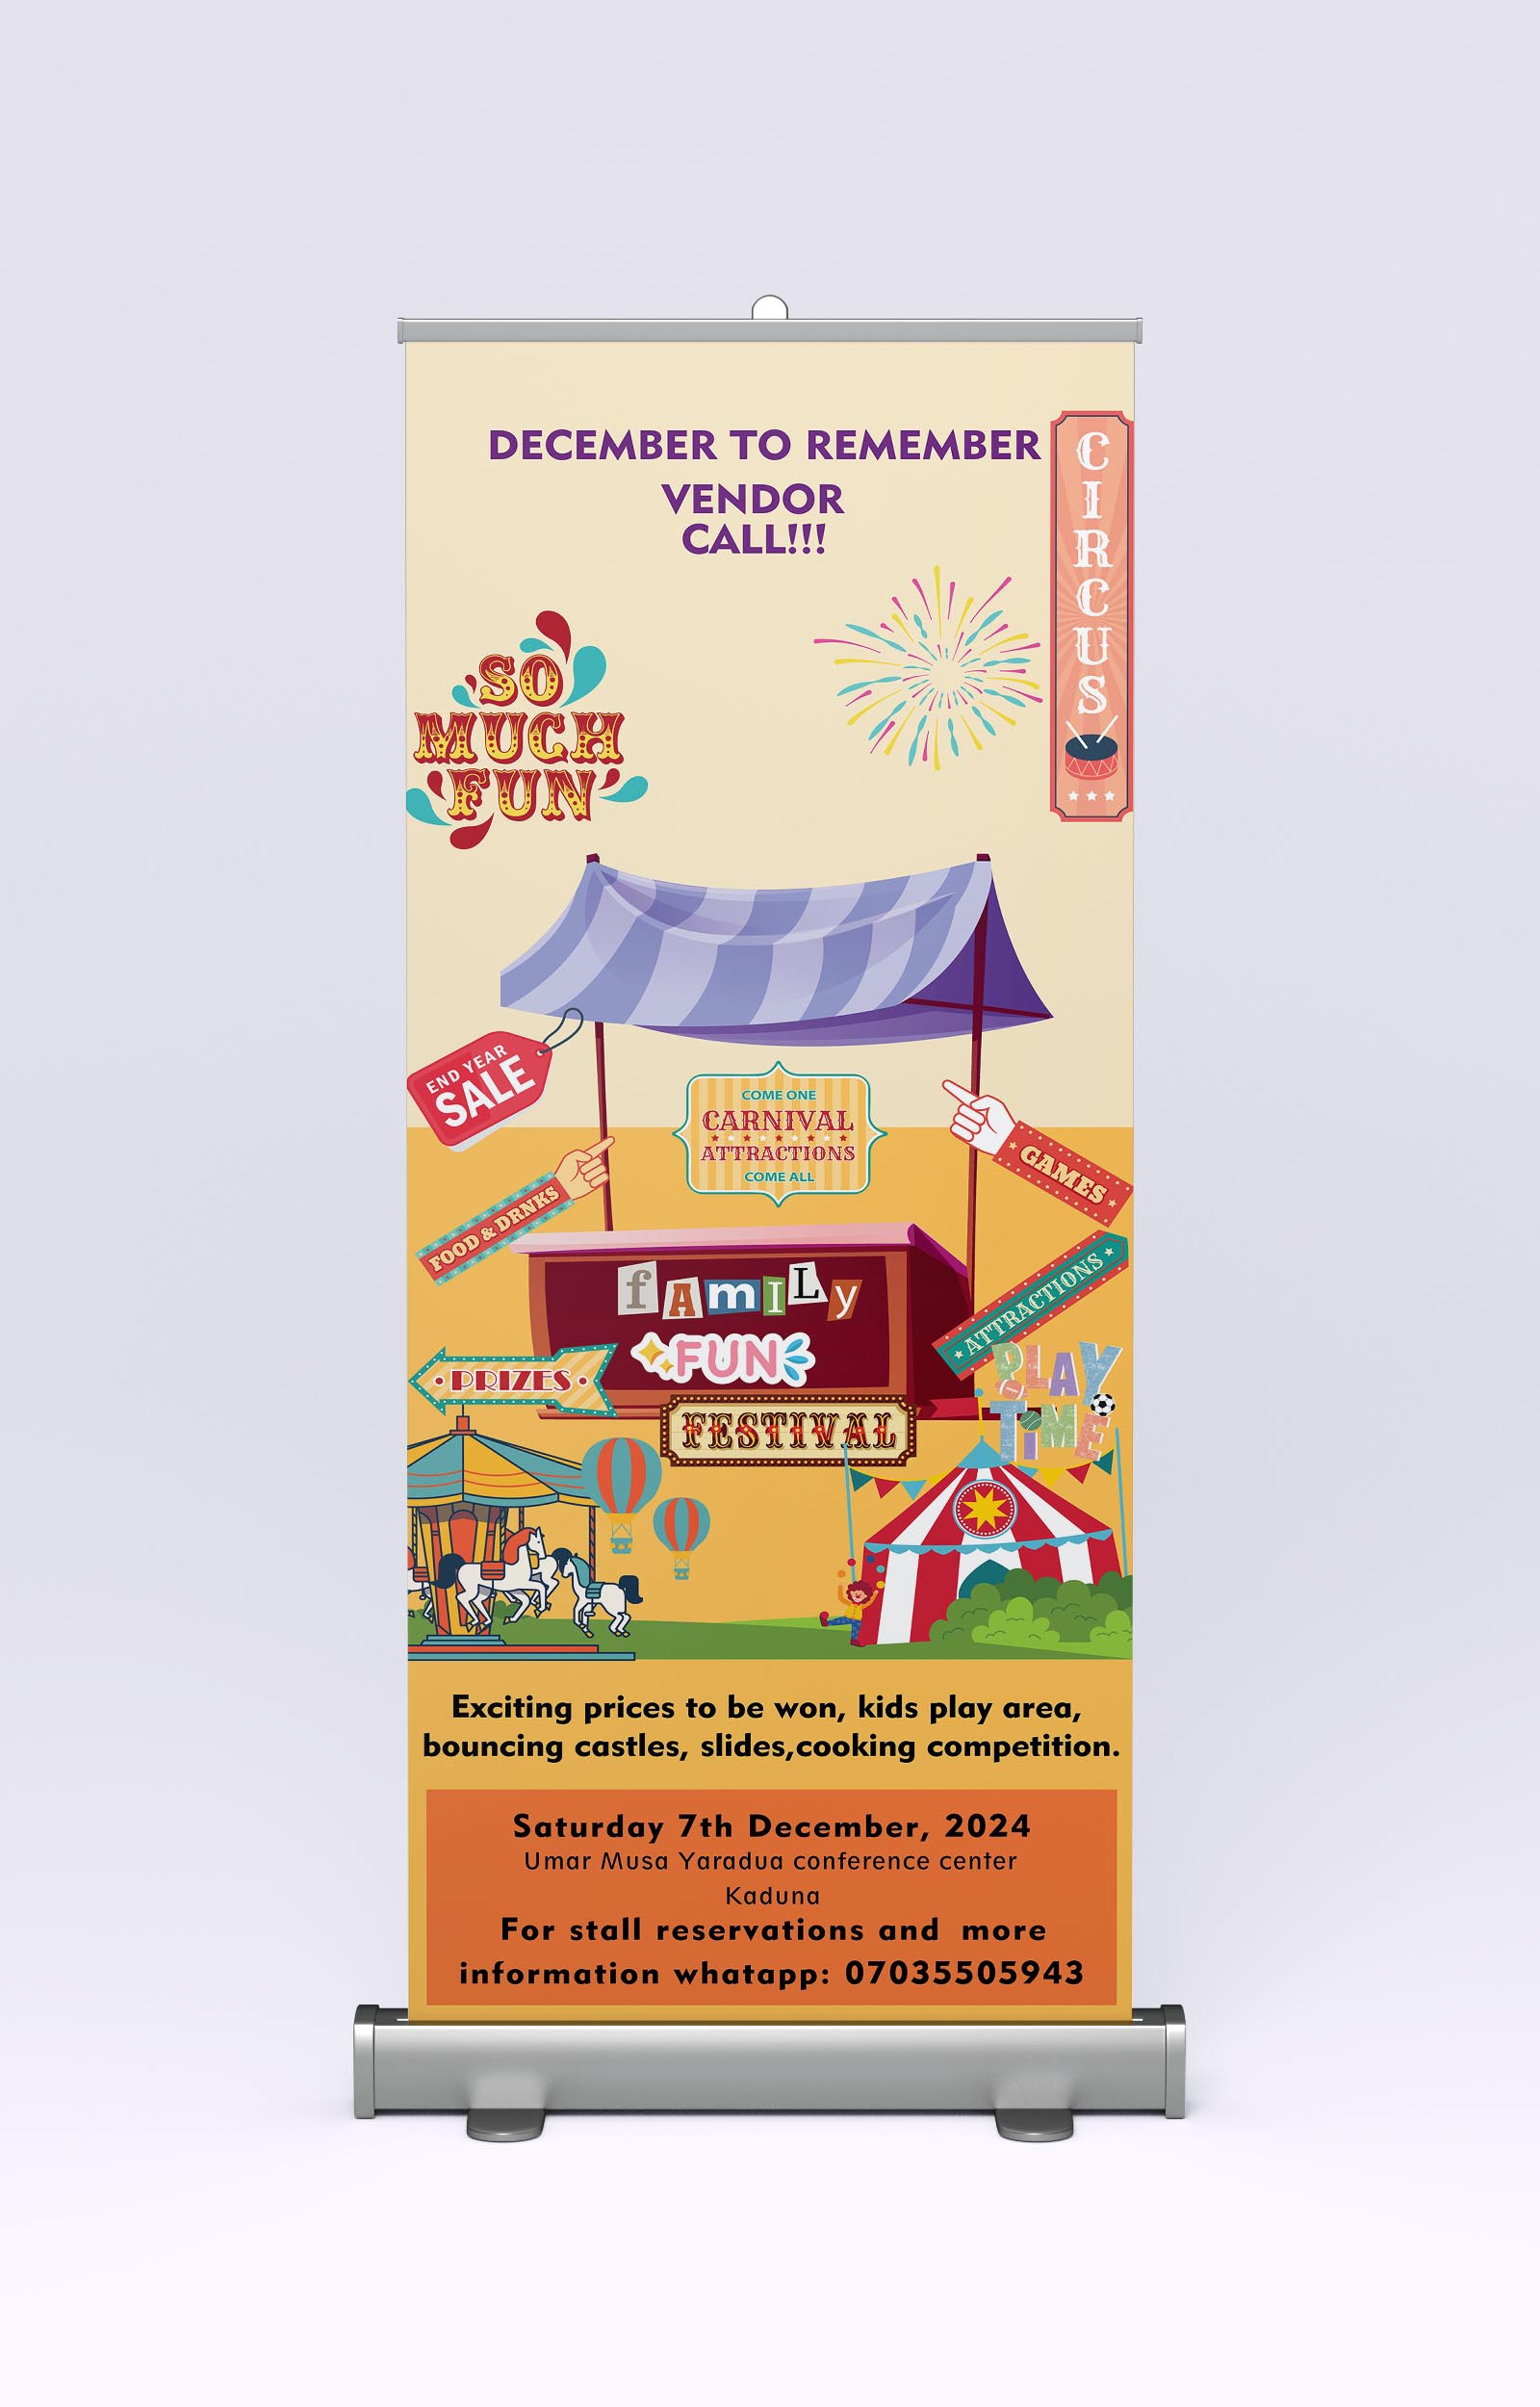 DECEMBER TO REMEMBER
VENDOR
CALL!!!
CIRCUS
SO
MUCH
FUN
END YEAR
SALE
COME ONE
CARNIVAL
ATTRACTIONS
COME ALL
GAMES
FOOD & DRNKS
ATTRACTIONS
fAmILy
FUN
PRIZES
PLAY
TiME
FESTIVAL
Exciting prices to be won, kids play area,
bouncing castles, slides,cooking competition.
Saturday 7th December, 2024
Umar Musa Yaradua conference center
Kaduna
For stall reservations and more
information whatapp: 07035505943